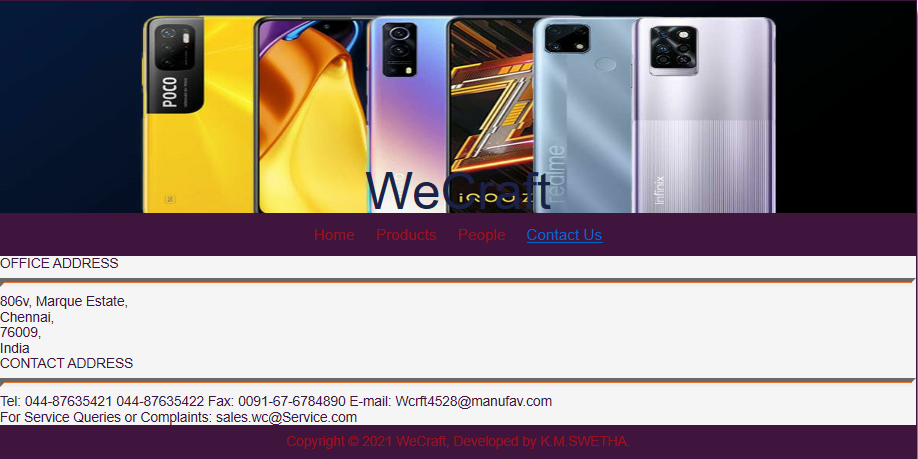 POCO
realme
iQOO Z
Infinix
WeCraft
Home Products People Contact Us
OFFICE ADDRESS
806v, Marque Estate,
Chennai,
76009,
India
CONTACT ADDRESS
Tel: 044-87635421 044-87635422 Fax: 0091-67-6784890 E-mail: Wcrft4528@manufav.com
For Service Queries or Complaints: sales.wc@Service.com
Copyright © 2021 WeCraft, Developed by K.M.SWETHA.